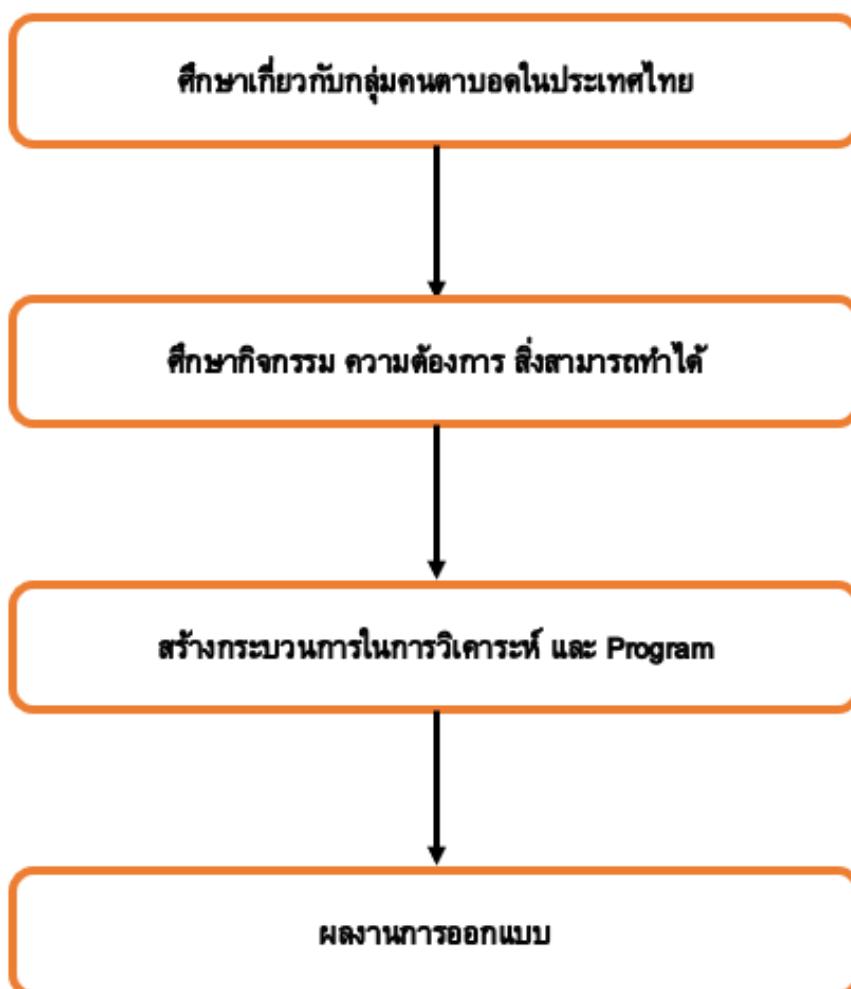 ศึกษาเกี่ยวกับกลุ่มคนตาบอดในประเทศไทย
ศึกษากิจกรรม ความต้องการ สิ่งสามารถทำได้
สร้างกระบวนการในการวิเคาระห์ และ Program
ผลงานการออกแบบ